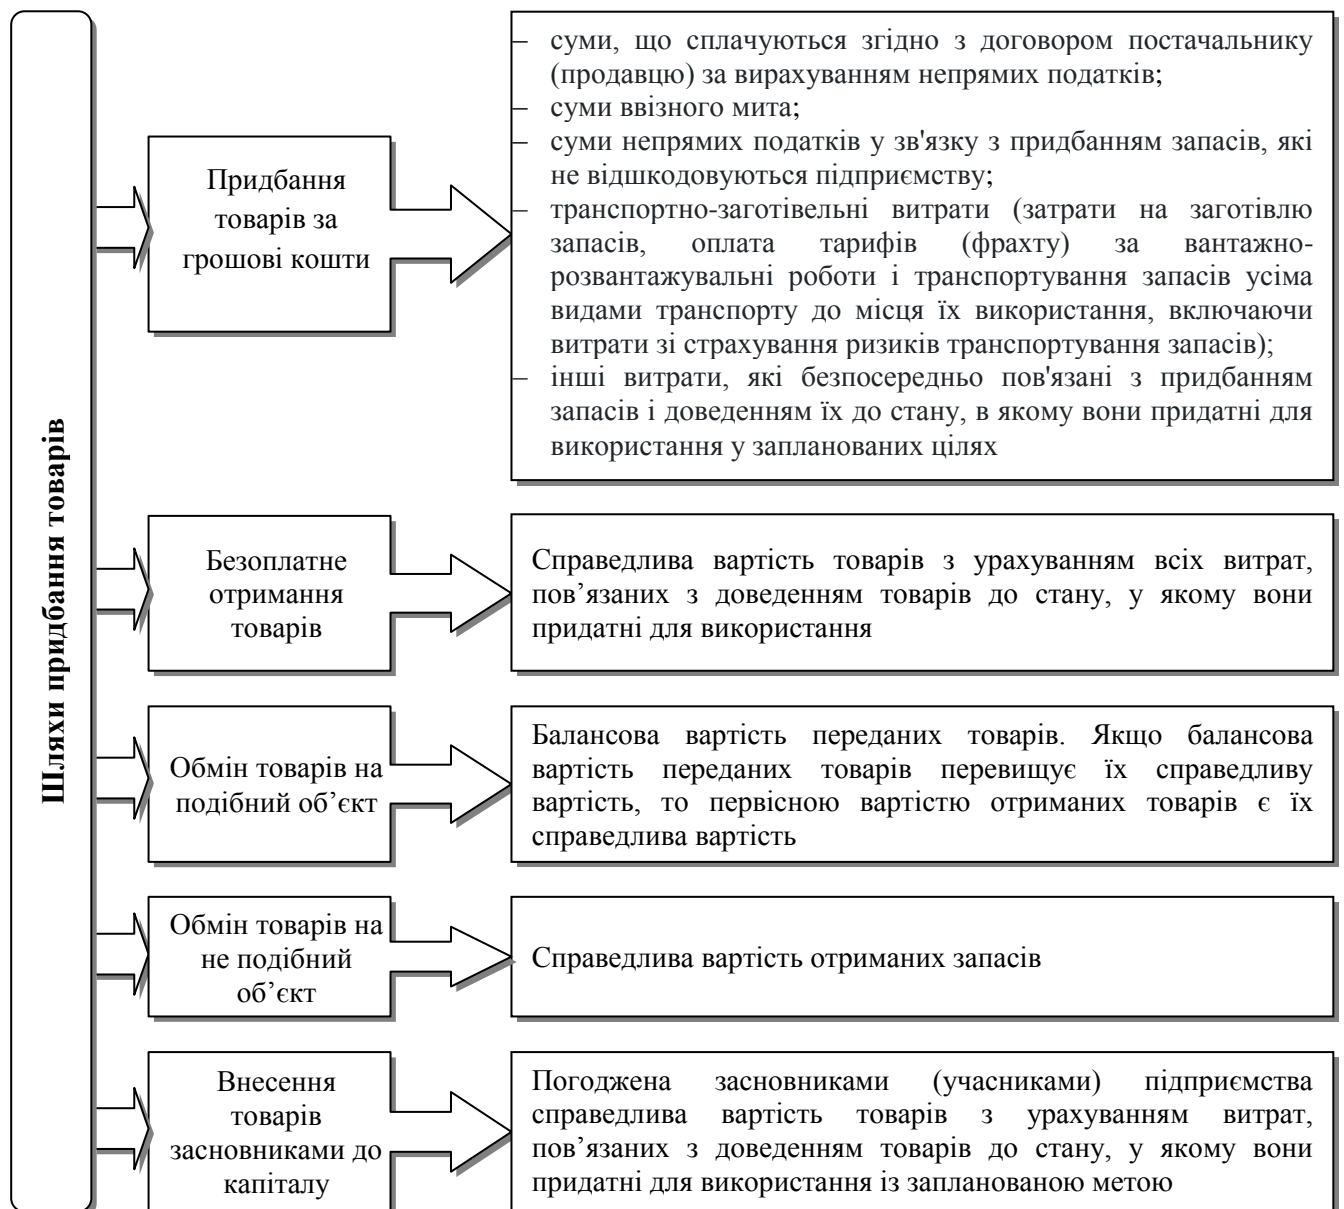 Шляхи придбання товарів
Придбання
товарів за
грошові кошти
– суми, що сплачуються згідно з договором постачальнику
(продавцю) за вирахуванням непрямих податків;
– суми ввізного мита;
– суми непрямих податків у зв'язку з придбанням запасів, які
не відшкодовуються підприємству;
– транспортно-заготівельні витрати (затрати на заготівлю
запасів, оплата тарифів (фрахту) за вантажно-
розвантажувальні роботи і транспортування запасів усіма
видами транспорту до місця їх використання, включаючи
витрати зі страхування ризиків транспортування запасів);
– інші витрати, які безпосередньо пов'язані з придбанням
запасів і доведенням їх до стану, в якому вони придатні для
використання у запланованих цілях
Безоплатне
отримання
товарів
Справедлива вартість товарів з урахуванням всіх витрат,
пов’язаних з доведенням товарів до стану, у якому вони
придатні для використання
Обмін товарів на
подібний об’єкт
Балансова вартість переданих товарів. Якщо балансова
вартість переданих товарів перевищує їх справедливу
вартість, то первісною вартістю отриманих товарів є їх
справедлива вартість
Обмін товарів на
не подібний
об’єкт
Справедлива вартість отриманих запасів
Внесення
товарів
засновниками до
капіталу
Погоджена засновниками (учасниками) підприємства
справедлива вартість товарів з урахуванням витрат,
пов’язаних з доведенням товарів до стану, у якому вони
придатні для використання із запланованою метою